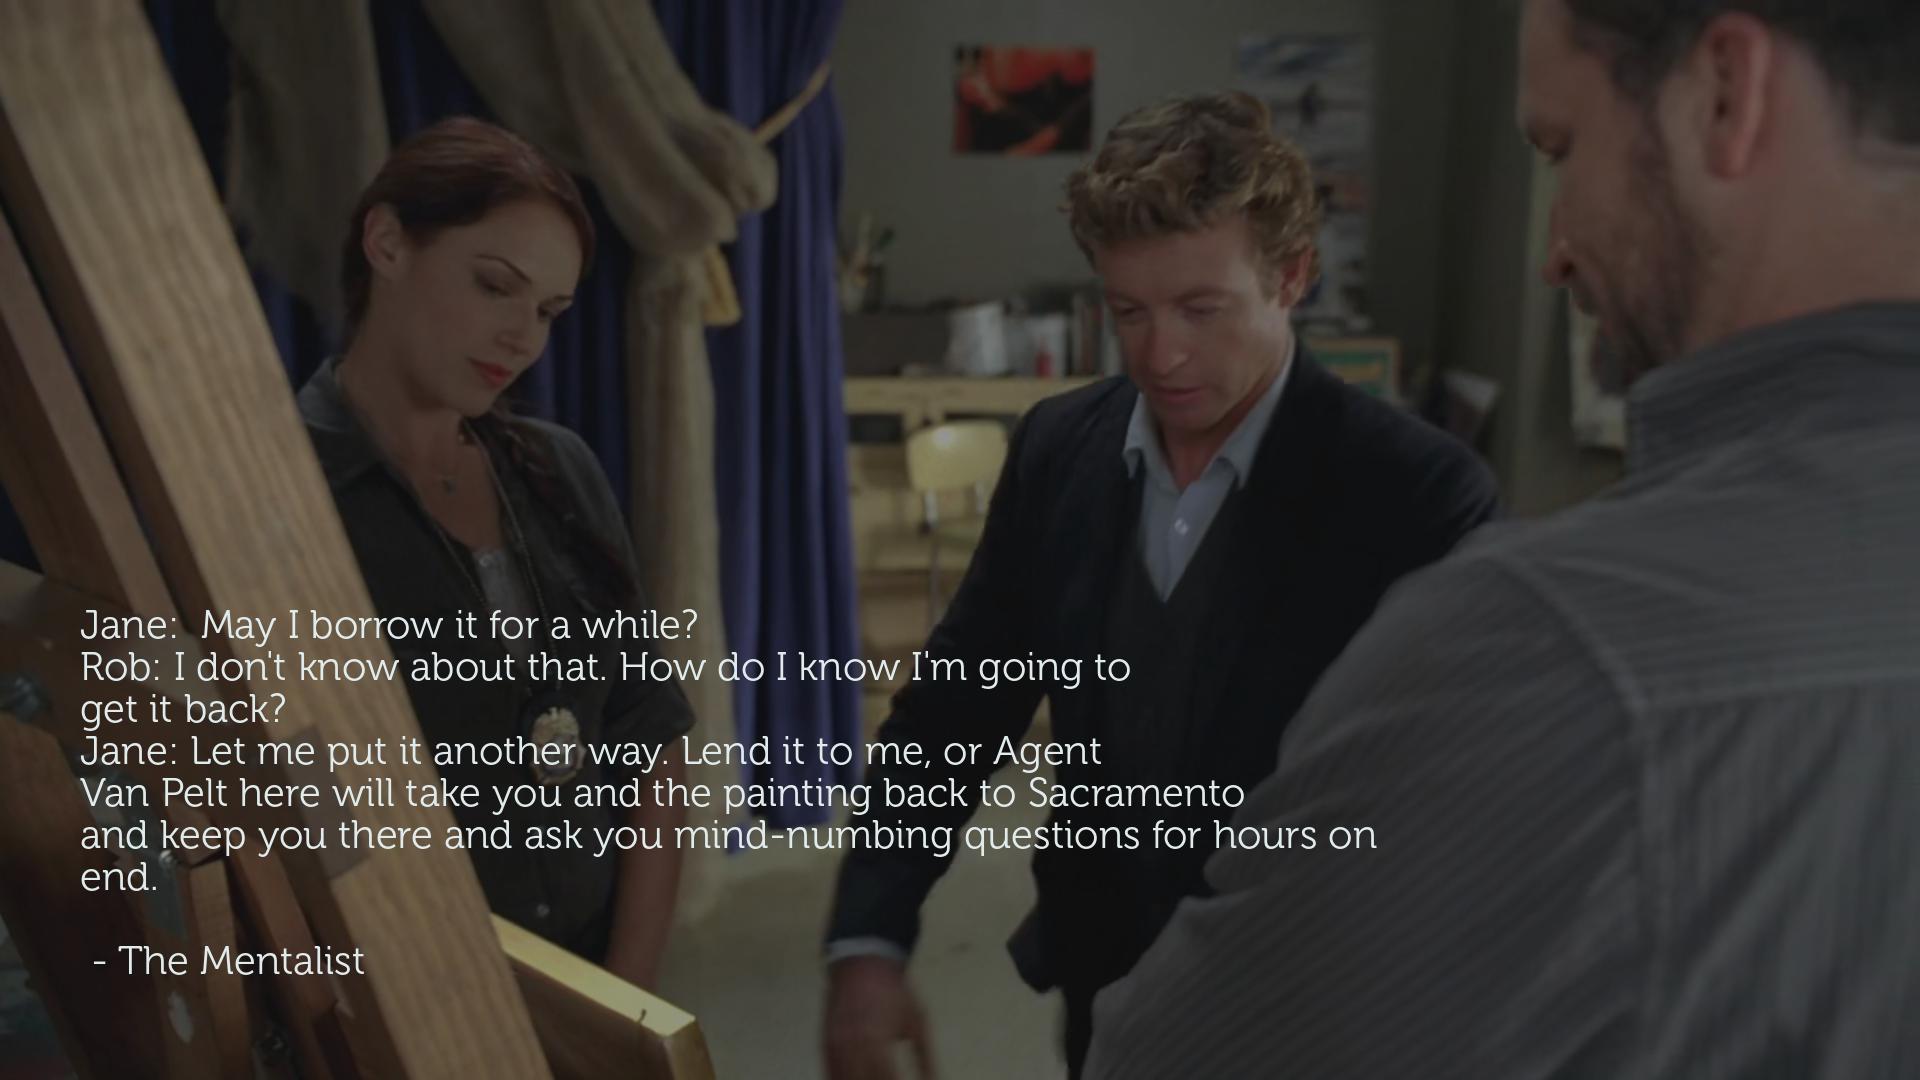 Jane:  May I borrow it for a while?
Rob: I don't know about that. How do I know I'm going to
get it back?
Jane: Let me put it another way. Lend it to me, or Agent
Van Pelt here will take you and the painting back to Sacramento
and keep you there and ask you mind-numbing questions for hours on
end.
- The Mentalist